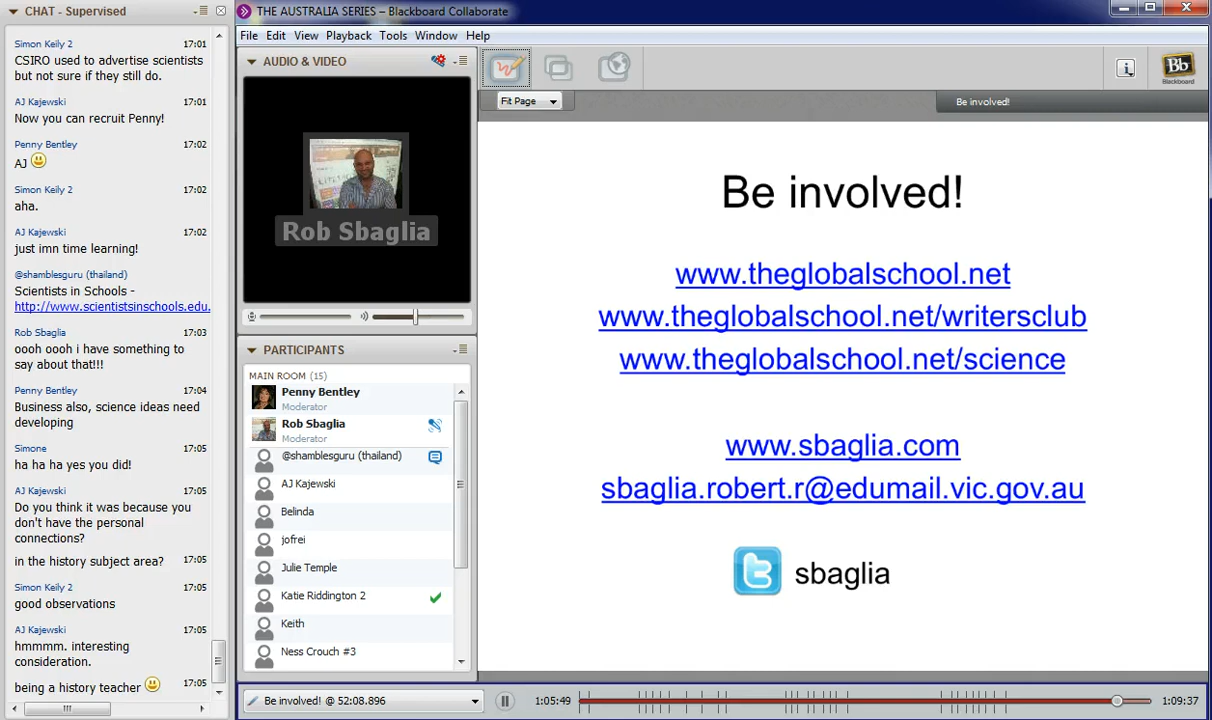 CHAT - Supervised
Simon Keily 2 17:01
CSIRO used to advertise scientists
but not sure if they still do.
AJ Kajewski 17:01
Now you can recruit Penny!
Penny Bentley 17:02
AJ
Simon Keily 2 17:02
aha.
AJ Kajewski 17:02
just imn time learning!
@shamblesguru (thailand)
Scientists in Schools -
http://www.scientistsinschools.edu.
Rob Sbaglia 17:03
oooh oooh i have something to
say about that!!!
Penny Bentley 17:04
Business also, science ideas need
developing
Simone 17:05
ha ha ha yes you did!
AJ Kajewski 17:05
Do you think it was because you
don't have the personal
connections?
in the history subject area? 17:05
Simon Keily 2 17:05
good observations
AJ Kajewski 17:05
hmmmm. interesting
consideration.
being a history teacher 17:05
THE AUSTRALIA SERIES – Blackboard Collaborate
File Edit View Playback Tools Window Help
AUDIO & VIDEO
Rob Sbaglia
PARTICIPANTS
MAIN ROOM (15)
Penny Bentley
Moderator
Rob Sbaglia
Moderator
@shamblesguru (thailand)
AJ Kajewski
Belinda
jofrei
Julie Temple
Katie Riddington 2
Keith
Ness Crouch #3
Bb
Blackboard
Fit Page
Be involved!
Be involved!
www.theglobalschool.net
www.theglobalschool.net/writersclub
www.theglobalschool.net/science
www.sbaglia.com
sbaglia.robert.r@edumail.vic.gov.au
sbaglia
Be involved! @ 52:08.896
1:05:49
1:09:37